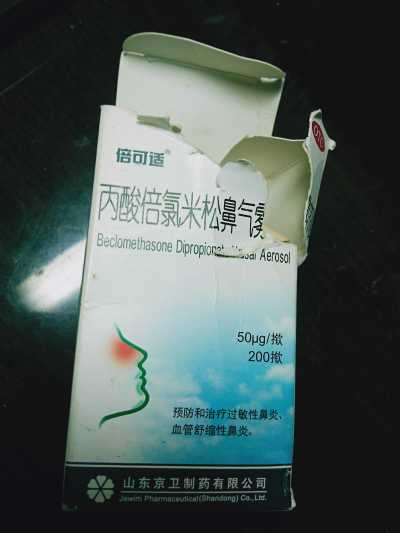 倍可适®
OTC
丙酸倍氯米松鼻气雾
Beclomethasone Dipropionat Nasal Aerosol
50μg/揿
200揿
预防和治疗过敏性鼻炎、
血管舒缩性鼻炎。
山东京卫制药有限公司
Jewim Pharmaceutical(Shandong) Co.,Ltd.